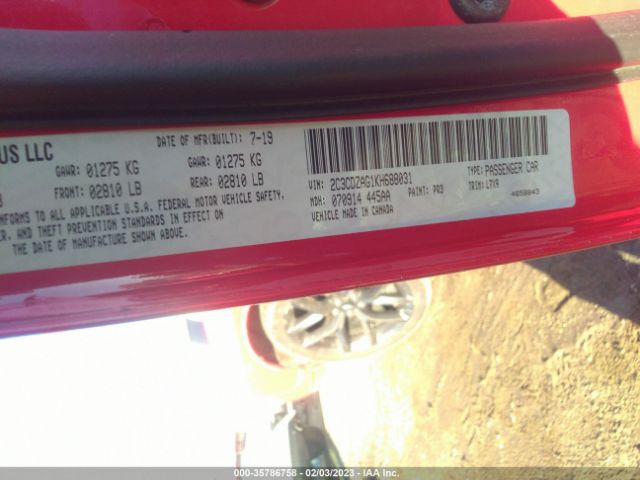 US LLC
DATE OF MFR(BUILT): 7-19
GAWR: 01275 KG GAWR: 01275 KG
FRONT: 02810 LB REAR: 02810 LB
TO ALL APPLICABLE U.S.A. FEDERAL MOTOR VEHICLE SAFETY,
AND THEFT PREVENTION STANDARDS IN EFFECT
THE DATE OF MANUFACTURE SHOWN ABOVE.
VIN: 2C3CDZAG1KH688031 TYPE: PASSENGER CAR
MDH: 070914 445AA PAINT: PR3 TRIM: L7X9
VEHICLE MADE IN CANADA 4658843
000-35786758 - 02/03/2023 - IAA Inc.